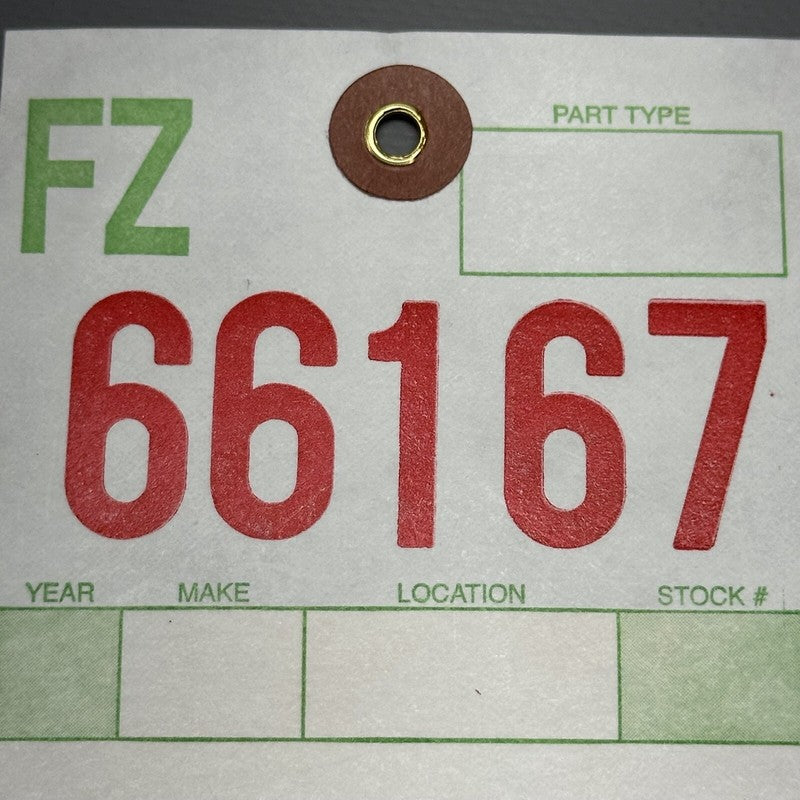 FZ
PART TYPE
66167
YEAR MAKE LOCATION STOCK #